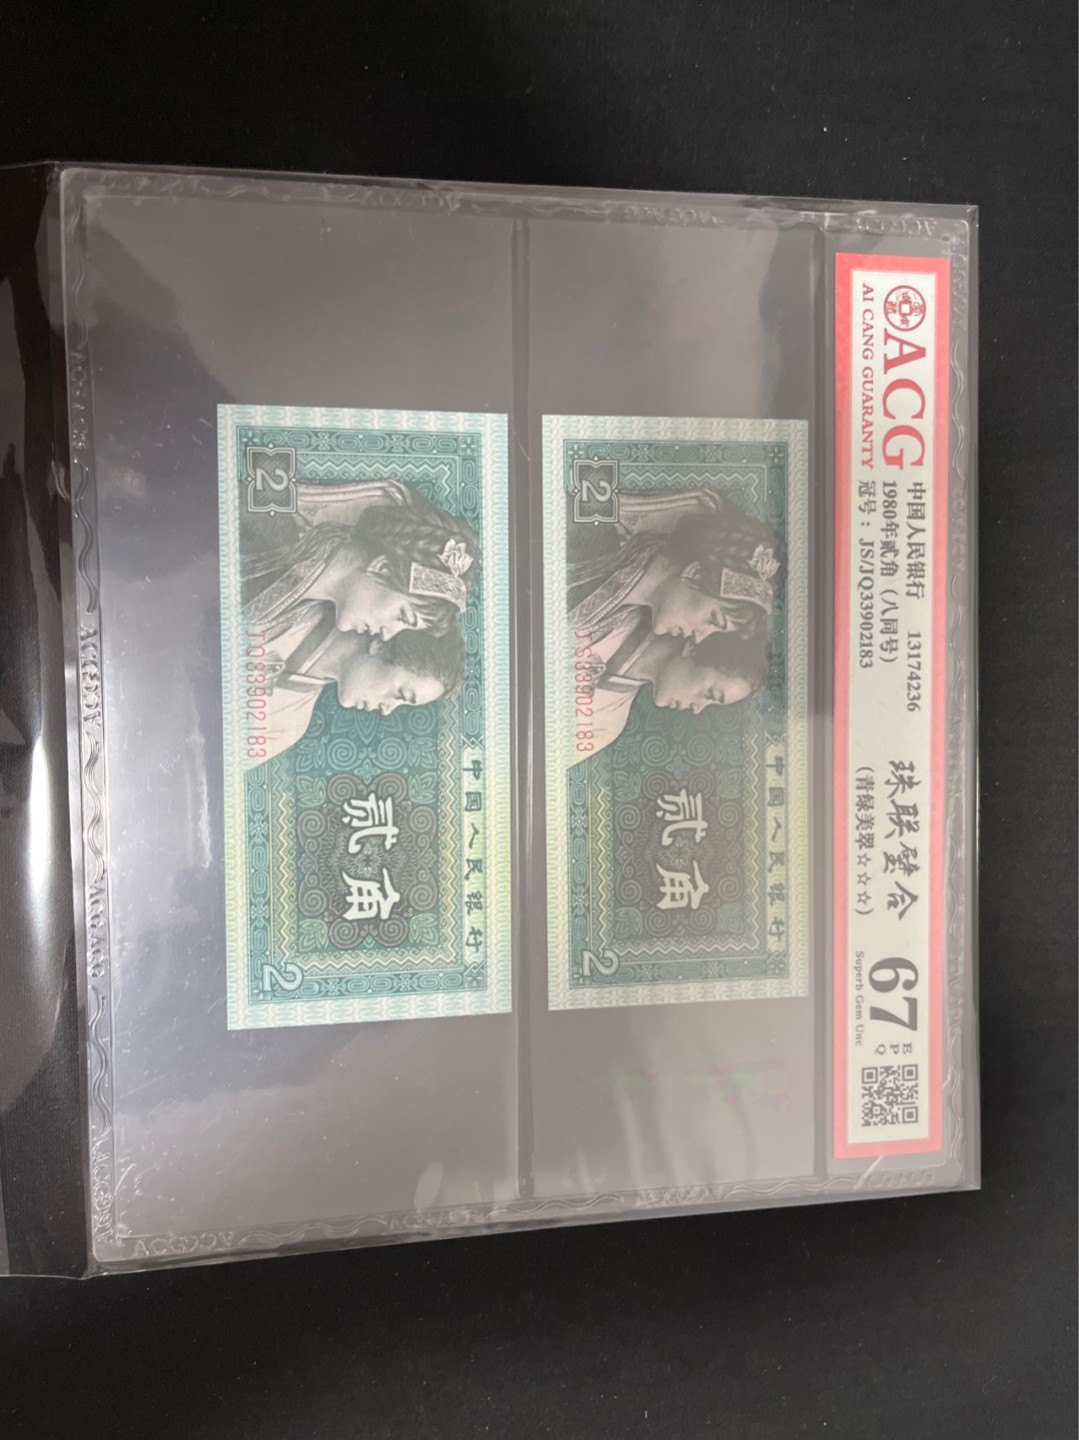 ACG
AI CANG GUARANTY
中国人民银行 13174236
1980年贰角（八同号）
冠号：JS/JQ33902183
珠联璧合
（青绿美翠☆☆☆）
67
EPQ
Superb Gem Unc
中国人民银行
贰角
2
2
JS33902183
中国人民银行
贰角
2
2
JQ33902183